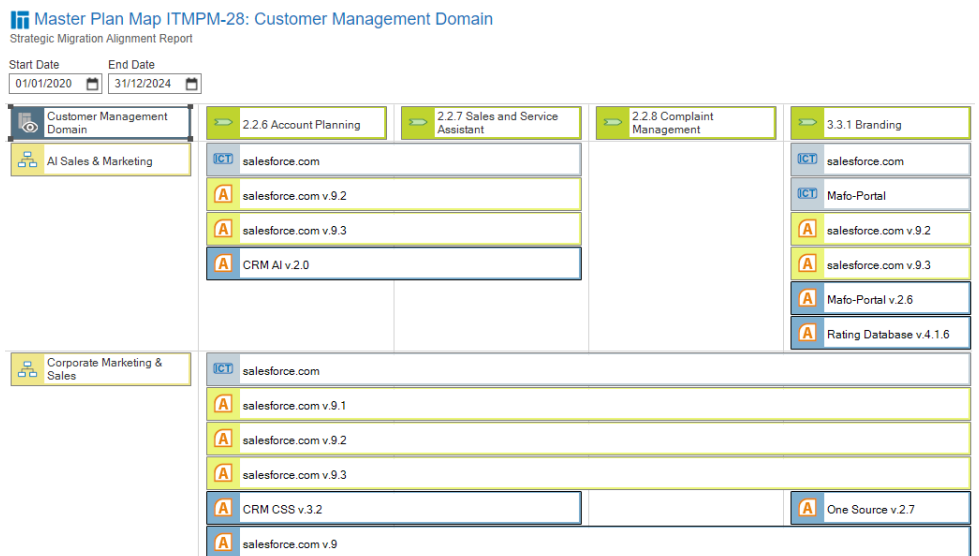 Master Plan Map ITMPM-28: Customer Management Domain
Strategic Migration Alignment Report
Start Date End Date
01/01/2020 31/12/2024
Customer Management
Domain
2.2.6 Account Planning
2.2.7 Sales and Service
Assistant
2.2.8 Complaint
Management
3.3.1 Branding
AI Sales & Marketing
ICT salesforce.com
ICT salesforce.com
A salesforce.com v.9.2
ICT Mafo-Portal
A salesforce.com v.9.3
A salesforce.com v.9.2
A CRM AI v.2.0
A salesforce.com v.9.3
A Mafo-Portal v.2.6
A Rating Database v.4.1.6
Corporate Marketing &
Sales
ICT salesforce.com
A salesforce.com v.9.1
A salesforce.com v.9.2
A salesforce.com v.9.3
A CRM CSS v.3.2
A One Source v.2.7
A salesforce.com v.9